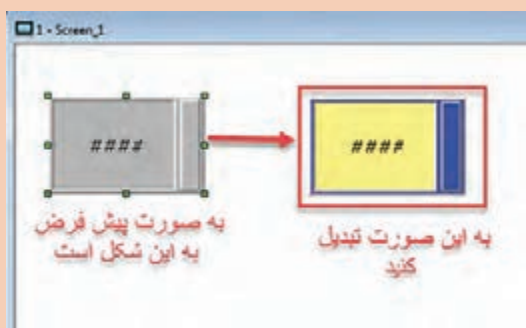 1 - Screen_1
####
####
به صورت پیش فرض
به این شکل است
به این صورت تبدیل
کنید